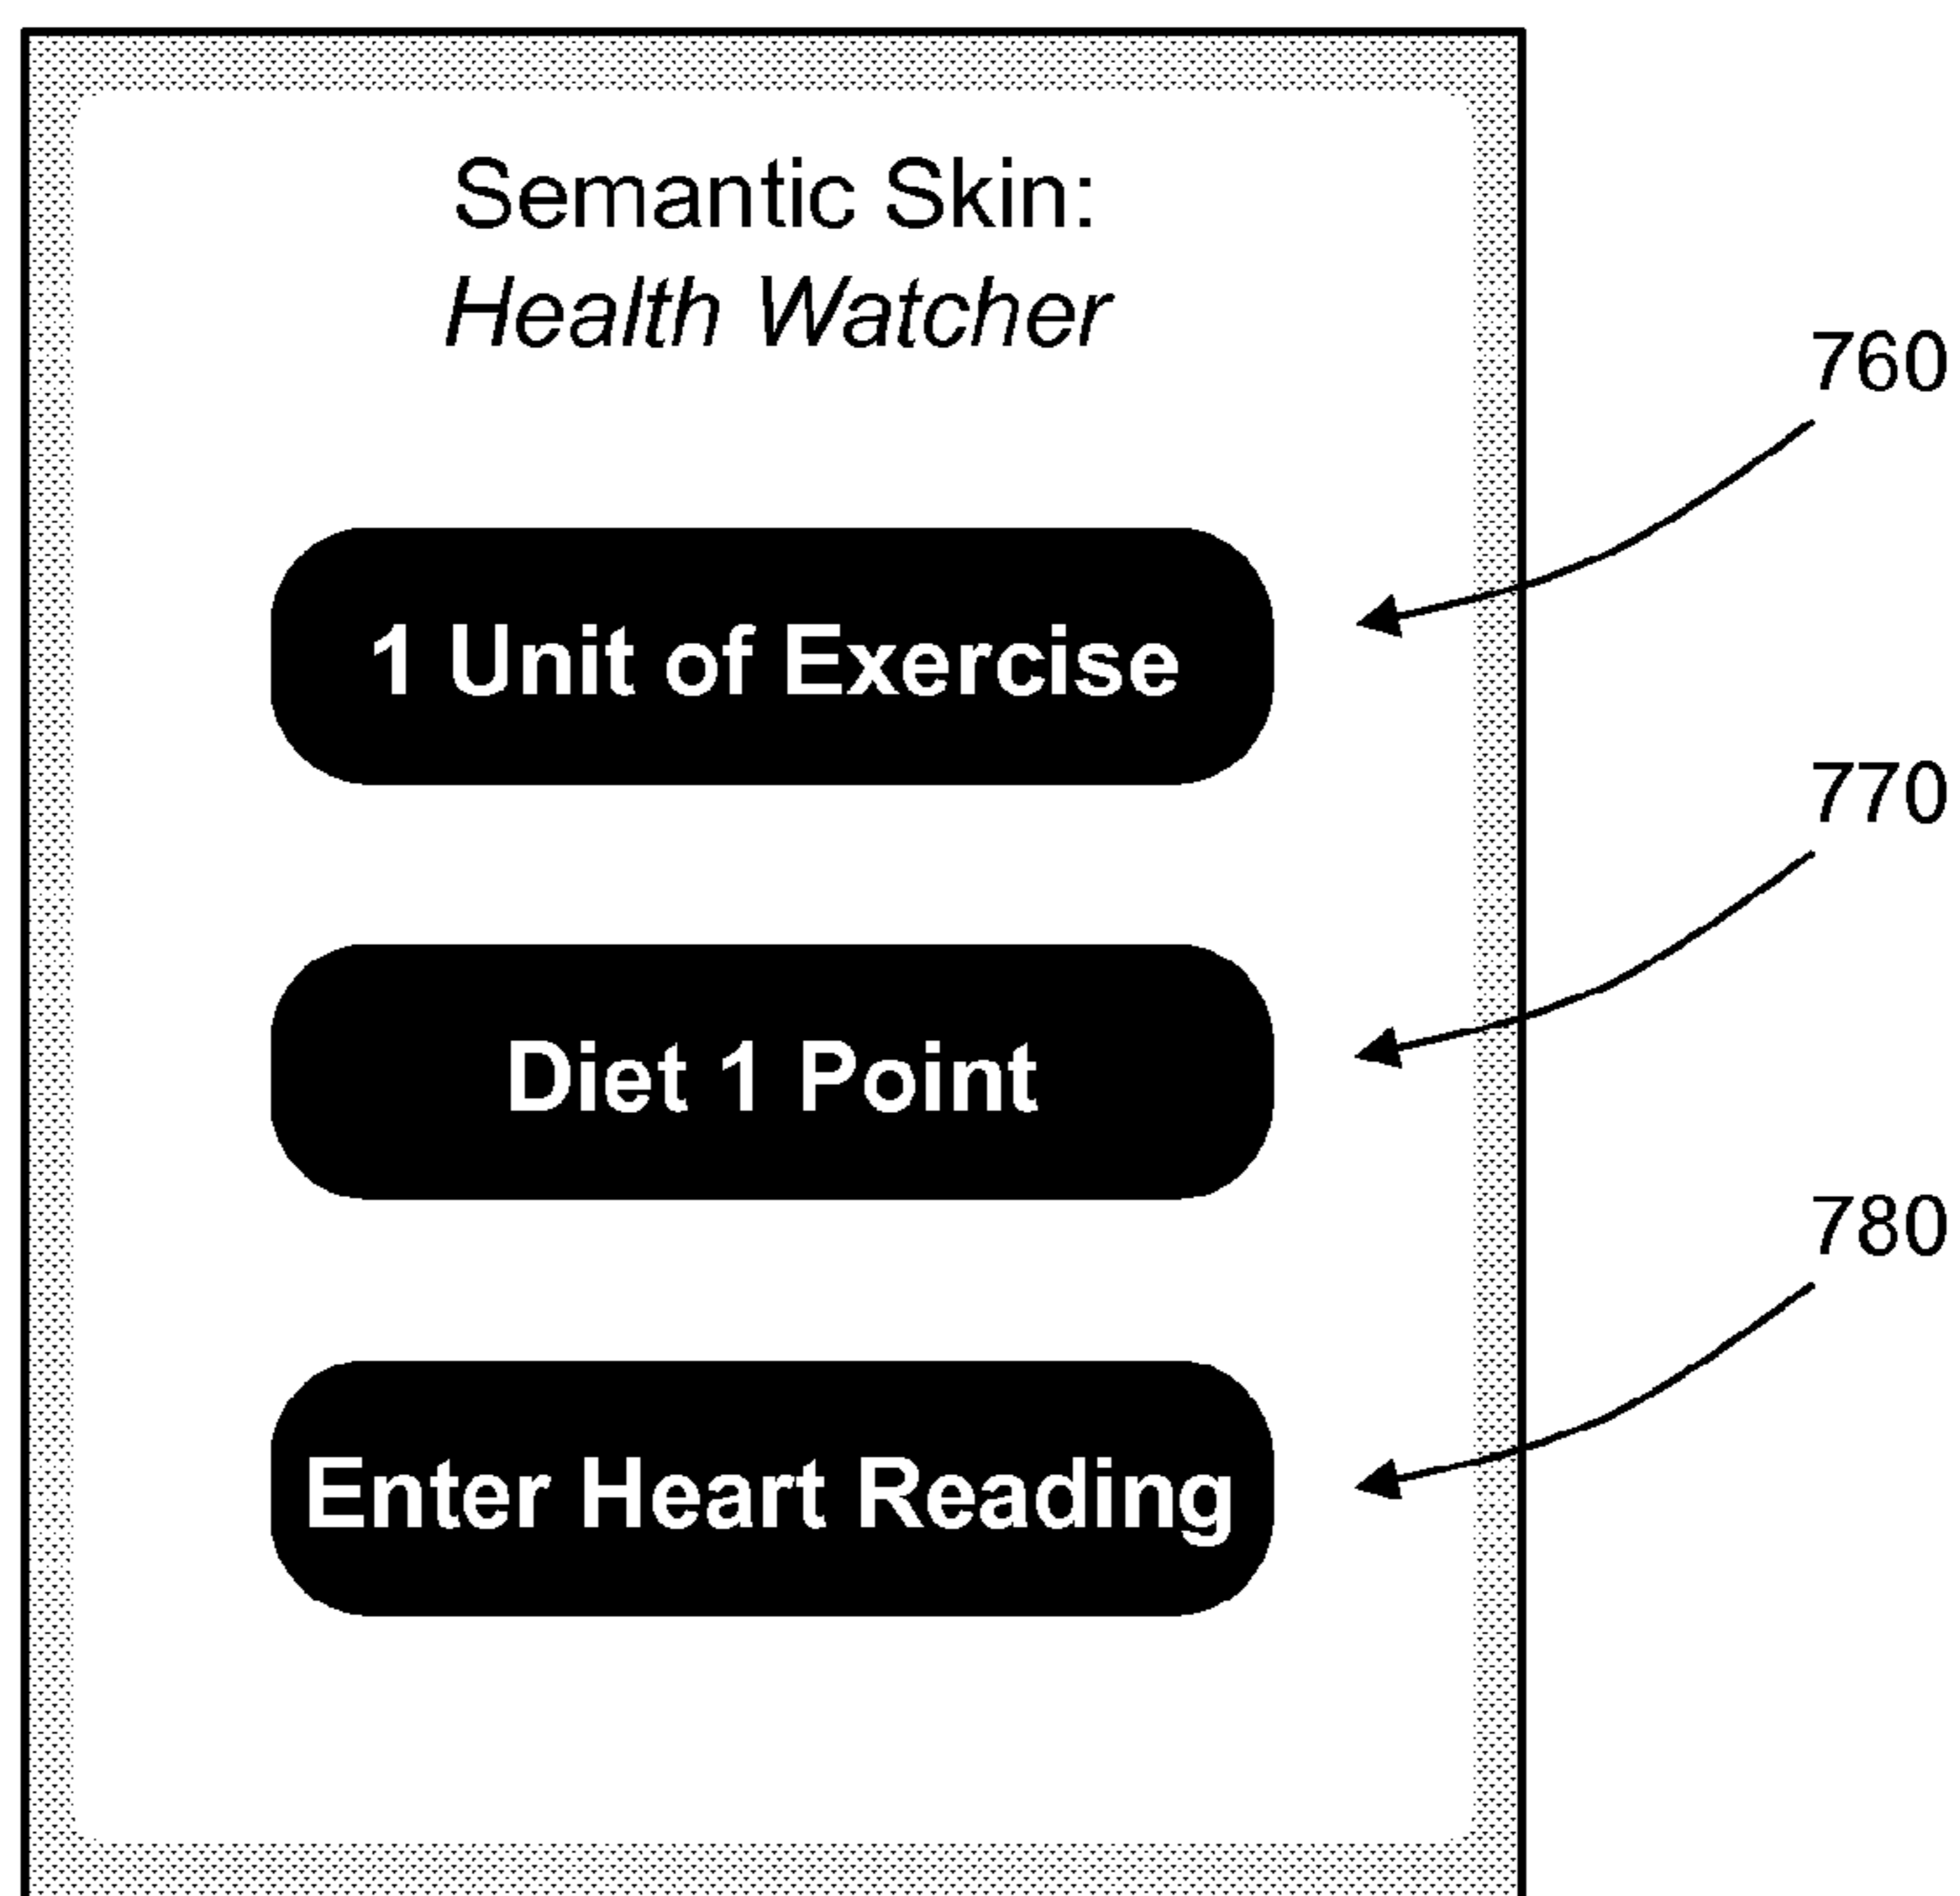 Semantic Skin:
Health Watcher
760
1 Unit of Exercise
770
Diet 1 Point
780
Enter Heart Reading